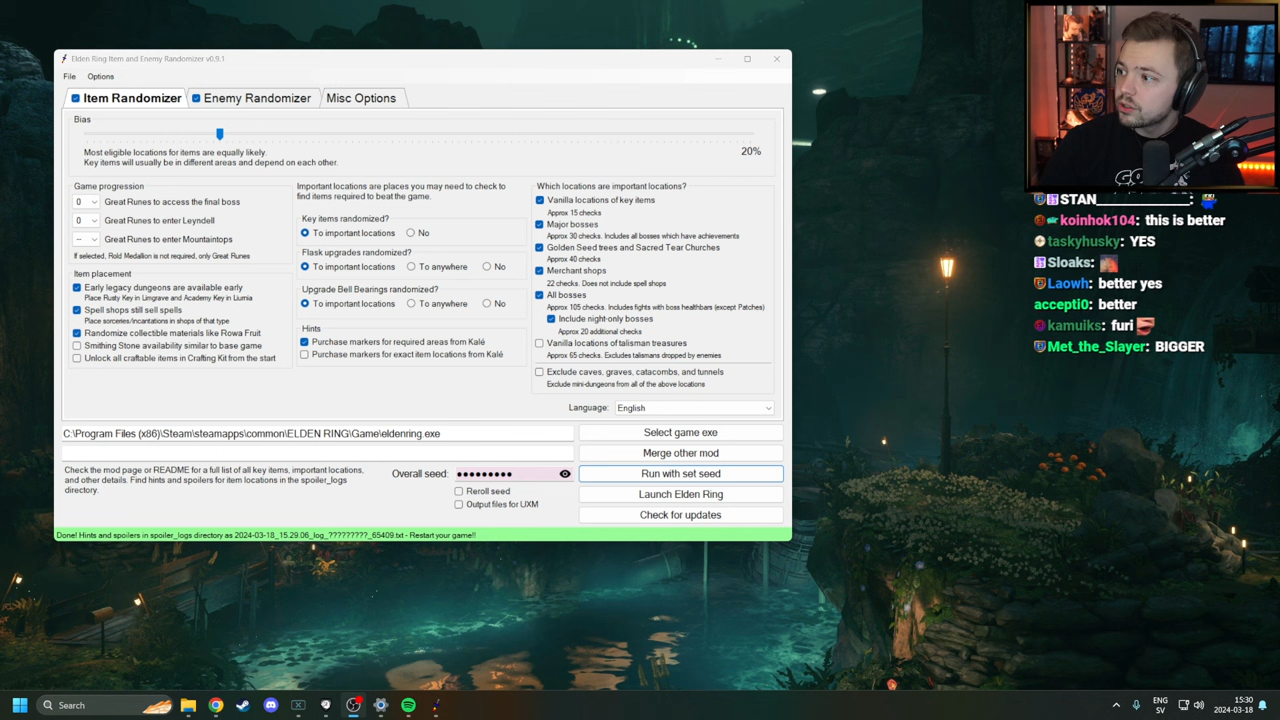 Elden Ring Item and Enemy Randomizer v0.9.1
File Options
Item Randomizer Enemy Randomizer Misc Options
Bias
Most eligible locations for items are equally likely.
Key items will usually be in different areas and depend on each other.
20%
Game progression
0 Great Runes to access the final boss
0 Great Runes to enter Leyndell
-- Great Runes to enter Mountaintops
If selected, Rold Medallion is not required, only Great Runes
Item placement
Early legacy dungeons are available early
Place Rusty Key in Limgrave and Academy Key in Liurnia
Spell shops still sell spells
Place sorceries/incantations in shops of that type
Randomize collectible materials like Rowa Fruit
Smithing Stone availability similar to base game
Unlock all craftable items in Crafting Kit from the start
Important locations are places you may need to check to
find items required to beat the game.
Key items randomized?
To important locations No
Flask upgrades randomized?
To important locations To anywhere No
Upgrade Bell Bearings randomized?
To important locations To anywhere No
Hints
Purchase markers for required areas from Kalé
Purchase markers for exact item locations from Kalé
Which locations are important locations?
Vanilla locations of key items
Approx 15 checks
Major bosses
Approx 30 checks. Includes all bosses which have achievements
Golden Seed trees and Sacred Tear Churches
Approx 40 checks
Merchant shops
22 checks. Does not include spell shops
All bosses
Approx 105 checks. Includes fights with boss healthbars (except Patches)
Include night-only bosses
Approx 20 additional checks
Vanilla locations of talisman treasures
Approx 65 checks. Excludes talismans dropped by enemies
Exclude caves, graves, catacombs, and tunnels
Exclude mini-dungeons from all of the above locations
Language: English
C:\Program Files (x86)\Steam\steamapps\common\ELDEN RING\Game\eldenring.exe
Select game exe
Merge other mod
Check the mod page or README for a full list of all key items, important locations,
and other details. Find hints and spoilers for item locations in the spoiler_logs
directory.
Overall seed: •••••••••
Reroll seed
Output files for UXM
Run with set seed
Launch Elden Ring
Check for updates
Done! Hints and spoilers in spoiler_logs directory as 2024-03-18_15.29.06_log_?????????_65409.txt - Restart your game!!
STAN__________:
koinhok104: this is better
taskyhusky: YES
Sloaks:
Laowh: better yes
accepti0: better
kamuiks: furi
Met_the_Slayer: BIGGER
Search
ENG
SV
15:30
2024-03-18